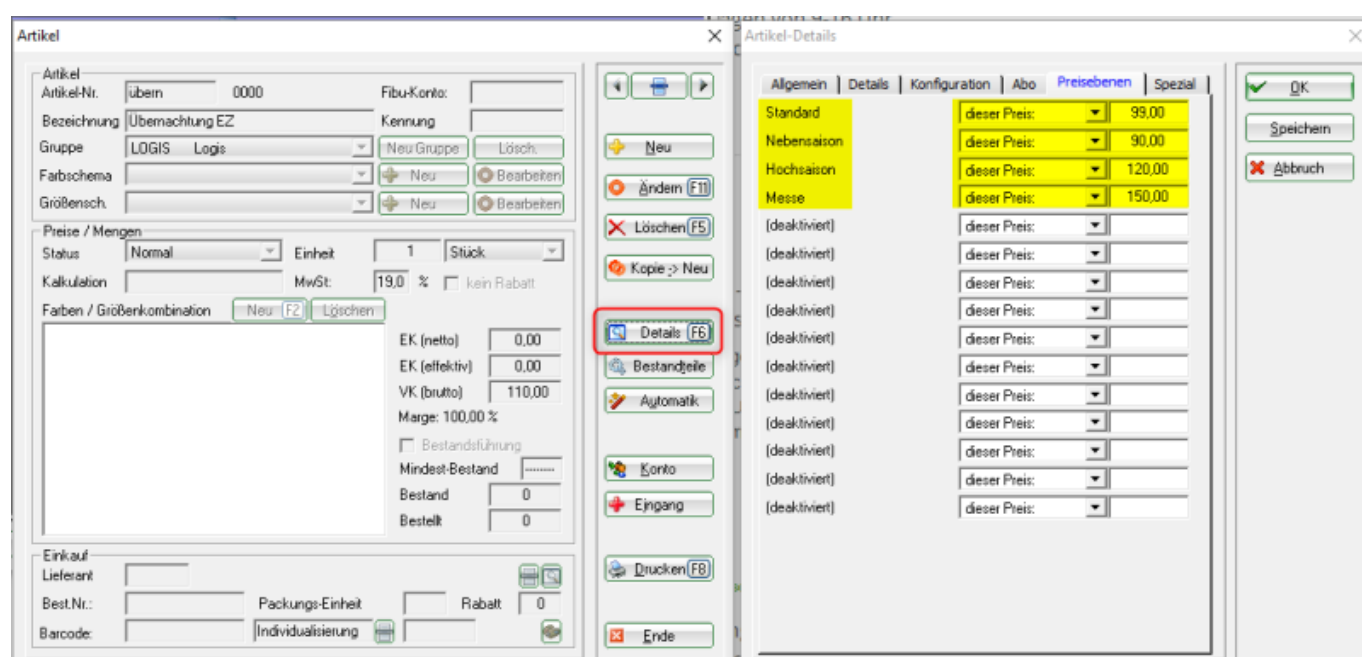 Artikel
Artikel
Artikel-Nr. übern 0000 Fibu-Konto:
Bezeichnung Übernachtung EZ Kennung
Gruppe LOGIS Logis Neu Gruppe Lösch.
Farbschema Neu Bearbeiten
Größensch. Neu Bearbeiten
Preise / Mengen
Status Normal Einheit 1 Stück
Kalkulation MwSt: 19,0 % kein Rabatt
Farben / Größenkombination Neu F2 Löschen
EK (netto) 0,00
EK (effektiv) 0,00
VK (brutto) 110,00
Marge: 100,00 %
Bestandsführung
Mindest-Bestand --------
Bestand 0
Bestellt 0
Einkauf
Lieferant
Best.Nr.: Packungs-Einheit Rabatt 0
Barcode: Individualisierung
Neu
Ändern F11
Löschen F5
Kopie -> Neu
Details F6
Bestandteile
Automatik
Konto
Eingang
Drucken F8
Ende
Artikel-Details
Allgemein Details Konfiguration Abo Preisebenen Spezial
Standard dieser Preis: 99,00
Nebensaison dieser Preis: 90,00
Hochsaison dieser Preis: 120,00
Messe dieser Preis: 150,00
(deaktiviert) dieser Preis:
(deaktiviert) dieser Preis:
(deaktiviert) dieser Preis:
(deaktiviert) dieser Preis:
(deaktiviert) dieser Preis:
(deaktiviert) dieser Preis:
(deaktiviert) dieser Preis:
(deaktiviert) dieser Preis:
(deaktiviert) dieser Preis:
(deaktiviert) dieser Preis:
(deaktiviert) dieser Preis:
OK
Speichern
Abbruch